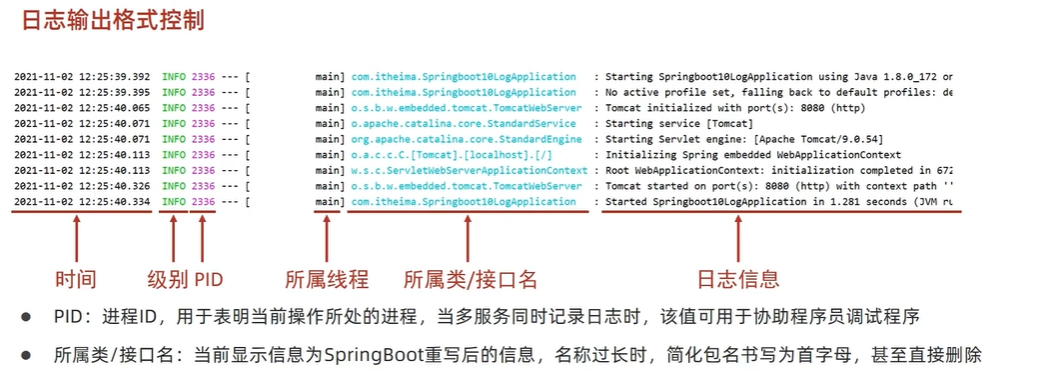 日志输出格式控制
2021-11-02 12:25:39.392 INFO 2336 --- [ main] com.itheima.Springboot10LogApplication : Starting Springboot10LogApplication using Java 1.8.0_172 or
2021-11-02 12:25:39.395 INFO 2336 --- [ main] com.itheima.Springboot10LogApplication : No active profile set, falling back to default profiles: de
2021-11-02 12:25:40.065 INFO 2336 --- [ main] o.s.b.w.embedded.tomcat.TomcatWebServer : Tomcat initialized with port(s): 8080 (http)
2021-11-02 12:25:40.071 INFO 2336 --- [ main] o.apache.catalina.core.StandardService : Starting service [Tomcat]
2021-11-02 12:25:40.071 INFO 2336 --- [ main] org.apache.catalina.core.StandardEngine : Starting Servlet engine: [Apache Tomcat/9.0.54]
2021-11-02 12:25:40.113 INFO 2336 --- [ main] o.a.c.c.C.[Tomcat].[localhost].[/] : Initializing Spring embedded WebApplicationContext
2021-11-02 12:25:40.113 INFO 2336 --- [ main] w.s.c.ServletWebServerApplicationContext : Root WebApplicationContext: initialization completed in 672
2021-11-02 12:25:40.326 INFO 2336 --- [ main] o.s.b.w.embedded.tomcat.TomcatWebServer : Tomcat started on port(s): 8080 (http) with context path ''
2021-11-02 12:25:40.334 INFO 2336 --- [ main] com.itheima.Springboot10LogApplication : Started Springboot10LogApplication in 1.281 seconds (JVM ru
时间 级别 PID 所属线程 所属类/接口名 日志信息
● PID：进程ID，用于表明当前操作所处的进程，当多服务同时记录日志时，该值可用于协助程序员调试程序
● 所属类/接口名：当前显示信息为SpringBoot重写后的信息，名称过长时，简化包名书写为首字母，甚至直接删除